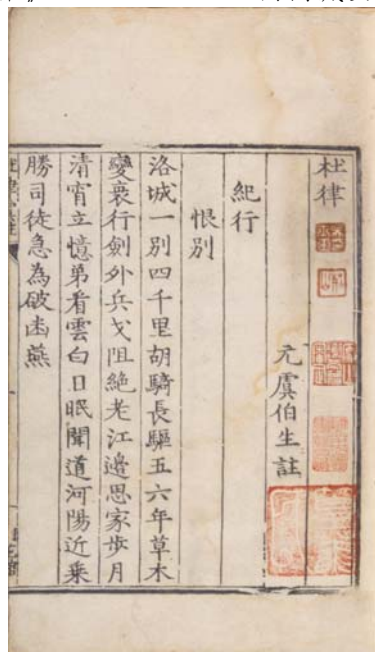 杜律
元虞伯生註
紀行
恨別
洛城一別四千里胡騎長驅五六年草木
變衰行劍外兵戈阻絕老江邊思家步月
清宵立憶弟看雲白日眠聞道河陽近乗
勝司徒急為破幽燕